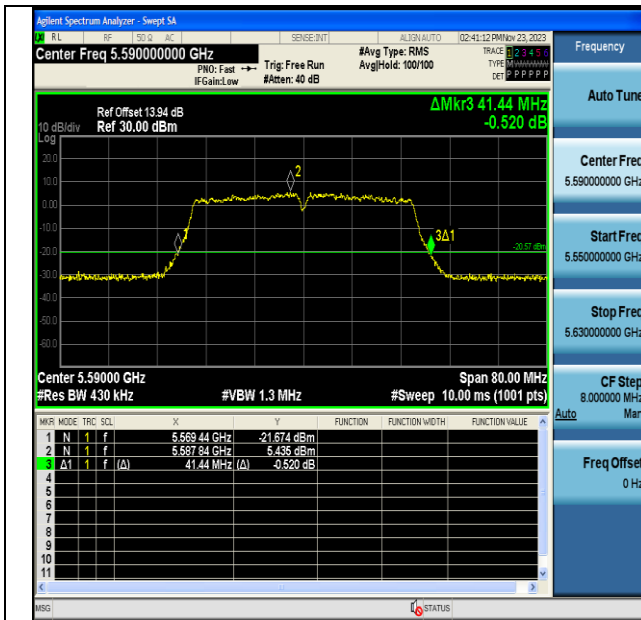 Agilent Spectrum Analyzer - Swept SA
RL RF 50 Ω AC SENSE:INT ALIGN AUTO 02:41:12 PM Nov 23, 2023
Center Freq 5.590000000 GHz #Avg Type: RMS TRACE 1 2 3 4 5 6
PNO: Fast Trig: Free Run Avg|Hold: 100/100 TYPE M
IFGain:Low #Atten: 40 dB DET P P P P P P
Frequency
Auto Tune
Center Freq
5.590000000 GHz
Start Freq
5.550000000 GHz
Stop Freq
5.630000000 GHz
CF Step
8.000000 MHz
Auto Man
Freq Offset
0 Hz
ΔMkr3 41.44 MHz
-0.520 dB
Ref Offset 13.94 dB
10 dB/div Ref 30.00 dBm
Log
20.0
10.0
0.00
-10.0
-20.0
-30.0
-40.0
-50.0
-60.0
2
1
3Δ1
-20.57 dBm
Center 5.59000 GHz Span 80.00 MHz
#Res BW 430 kHz #VBW 1.3 MHz #Sweep 10.00 ms (1001 pts)
MKR MODE TRC SCL X Y FUNCTION FUNCTION WIDTH FUNCTION VALUE
1 N 1 f 5.569 44 GHz -21.674 dBm
2 N 1 f 5.587 84 GHz 5.435 dBm
3 Δ1 1 f (Δ) 41.44 MHz (Δ) -0.520 dB
4
5
6
7
8
9
10
11
MSG STATUS